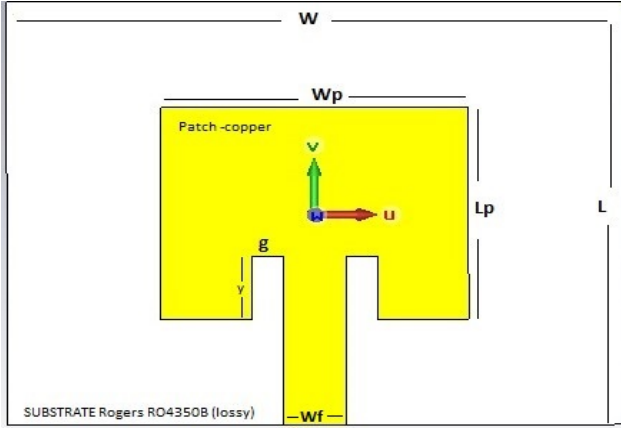 W
Wp
Patch -copper
v
w
u
Lp
L
g
y
SUBSTRATE Rogers RO4350B (lossy)
Wf